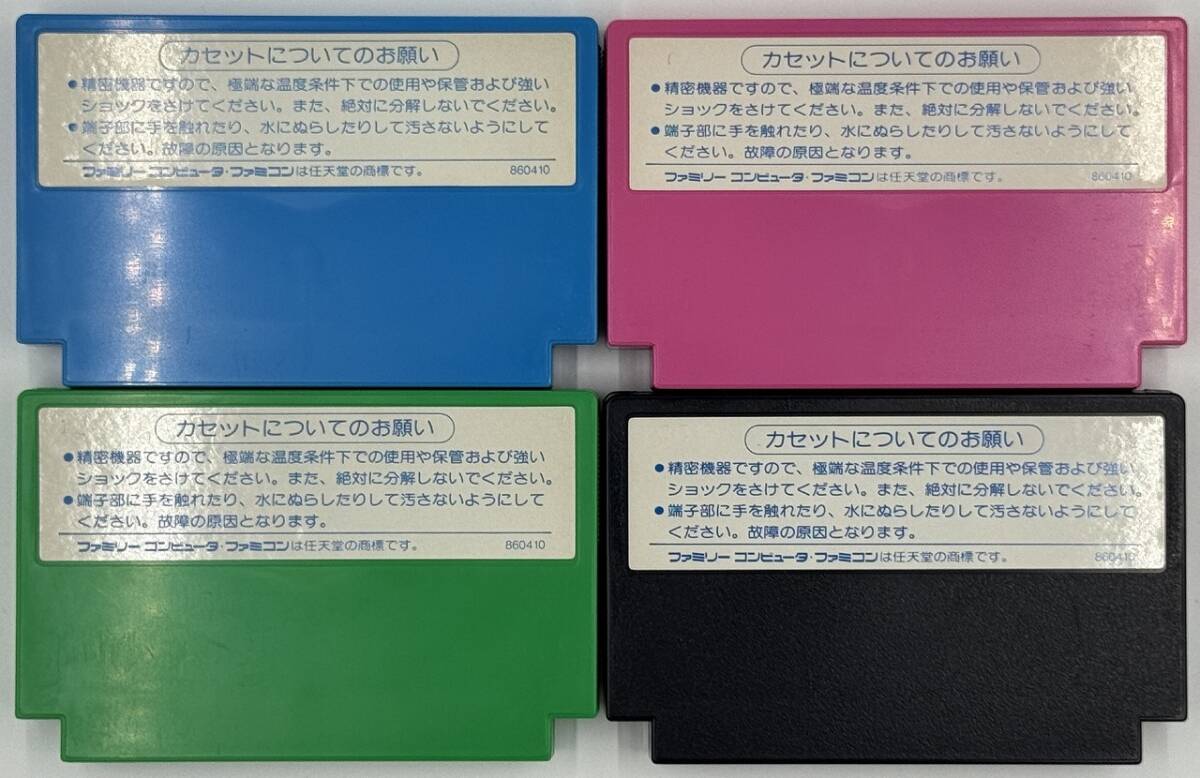 カセットについてのお願い
●精密機器ですので、極端な温度条件下での使用や保管および強い
ショックをさけてください。また、絶対に分解しないでください。
●端子部に手を触れたり、水にぬらしたりして汚さないようにして
ください。故障の原因となります。
ファミリー コンピュータ・ファミコンは任天堂の商標です。 860410
カセットについてのお願い
●精密機器ですので、極端な温度条件下での使用や保管および強い
ショックをさけてください。また、絶対に分解しないでください。
●端子部に手を触れたり、水にぬらしたりして汚さないようにして
ください。故障の原因となります。
ファミリー コンピュータ・ファミコンは任天堂の商標です。 860410
カセットについてのお願い
●精密機器ですので、極端な温度条件下での使用や保管および強い
ショックをさけてください。また、絶対に分解しないでください。
●端子部に手を触れたり、水にぬらしたりして汚さないようにして
ください。故障の原因となります。
ファミリー コンピュータ・ファミコンは任天堂の商標です。 860410
カセットについてのお願い
●精密機器ですので、極端な温度条件下での使用や保管および強い
ショックをさけてください。また、絶対に分解しないでください。
●端子部に手を触れたり、水にぬらしたりして汚さないようにして
ください。故障の原因となります。
ファミリー コンピュータ・ファミコンは任天堂の商標です。 860410